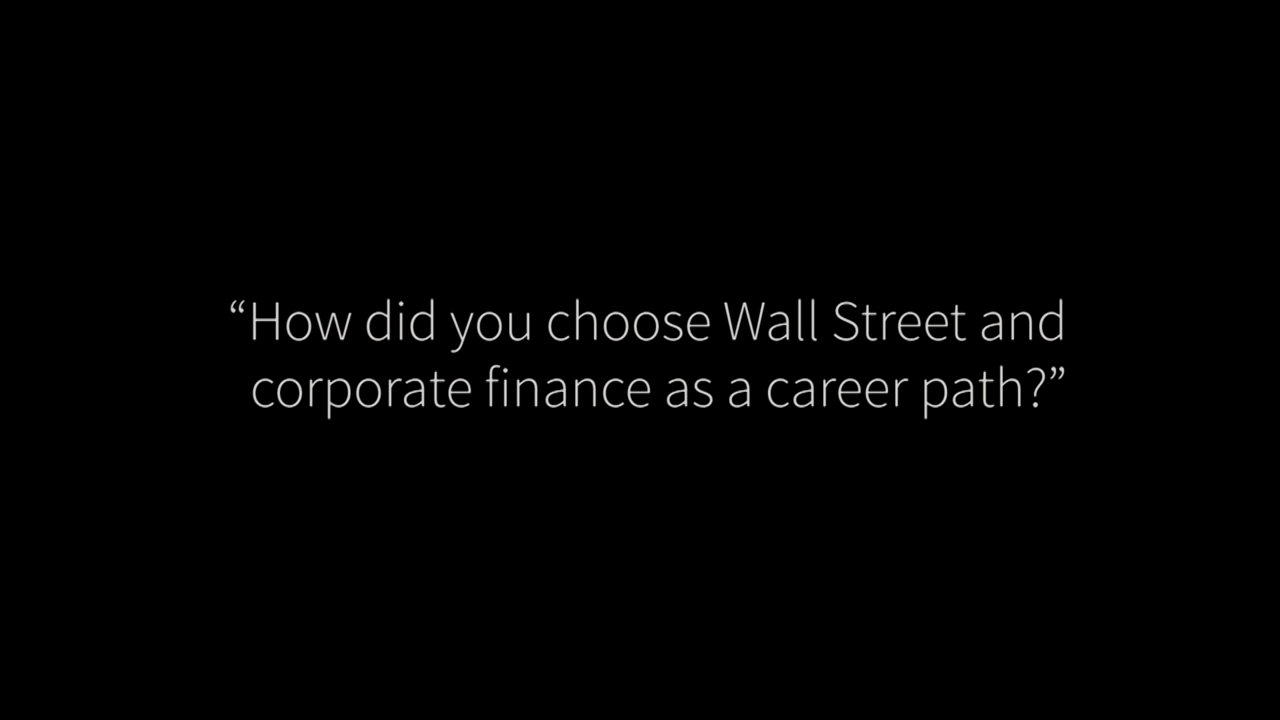 “How did you choose Wall Street and
corporate finance as a career path?”